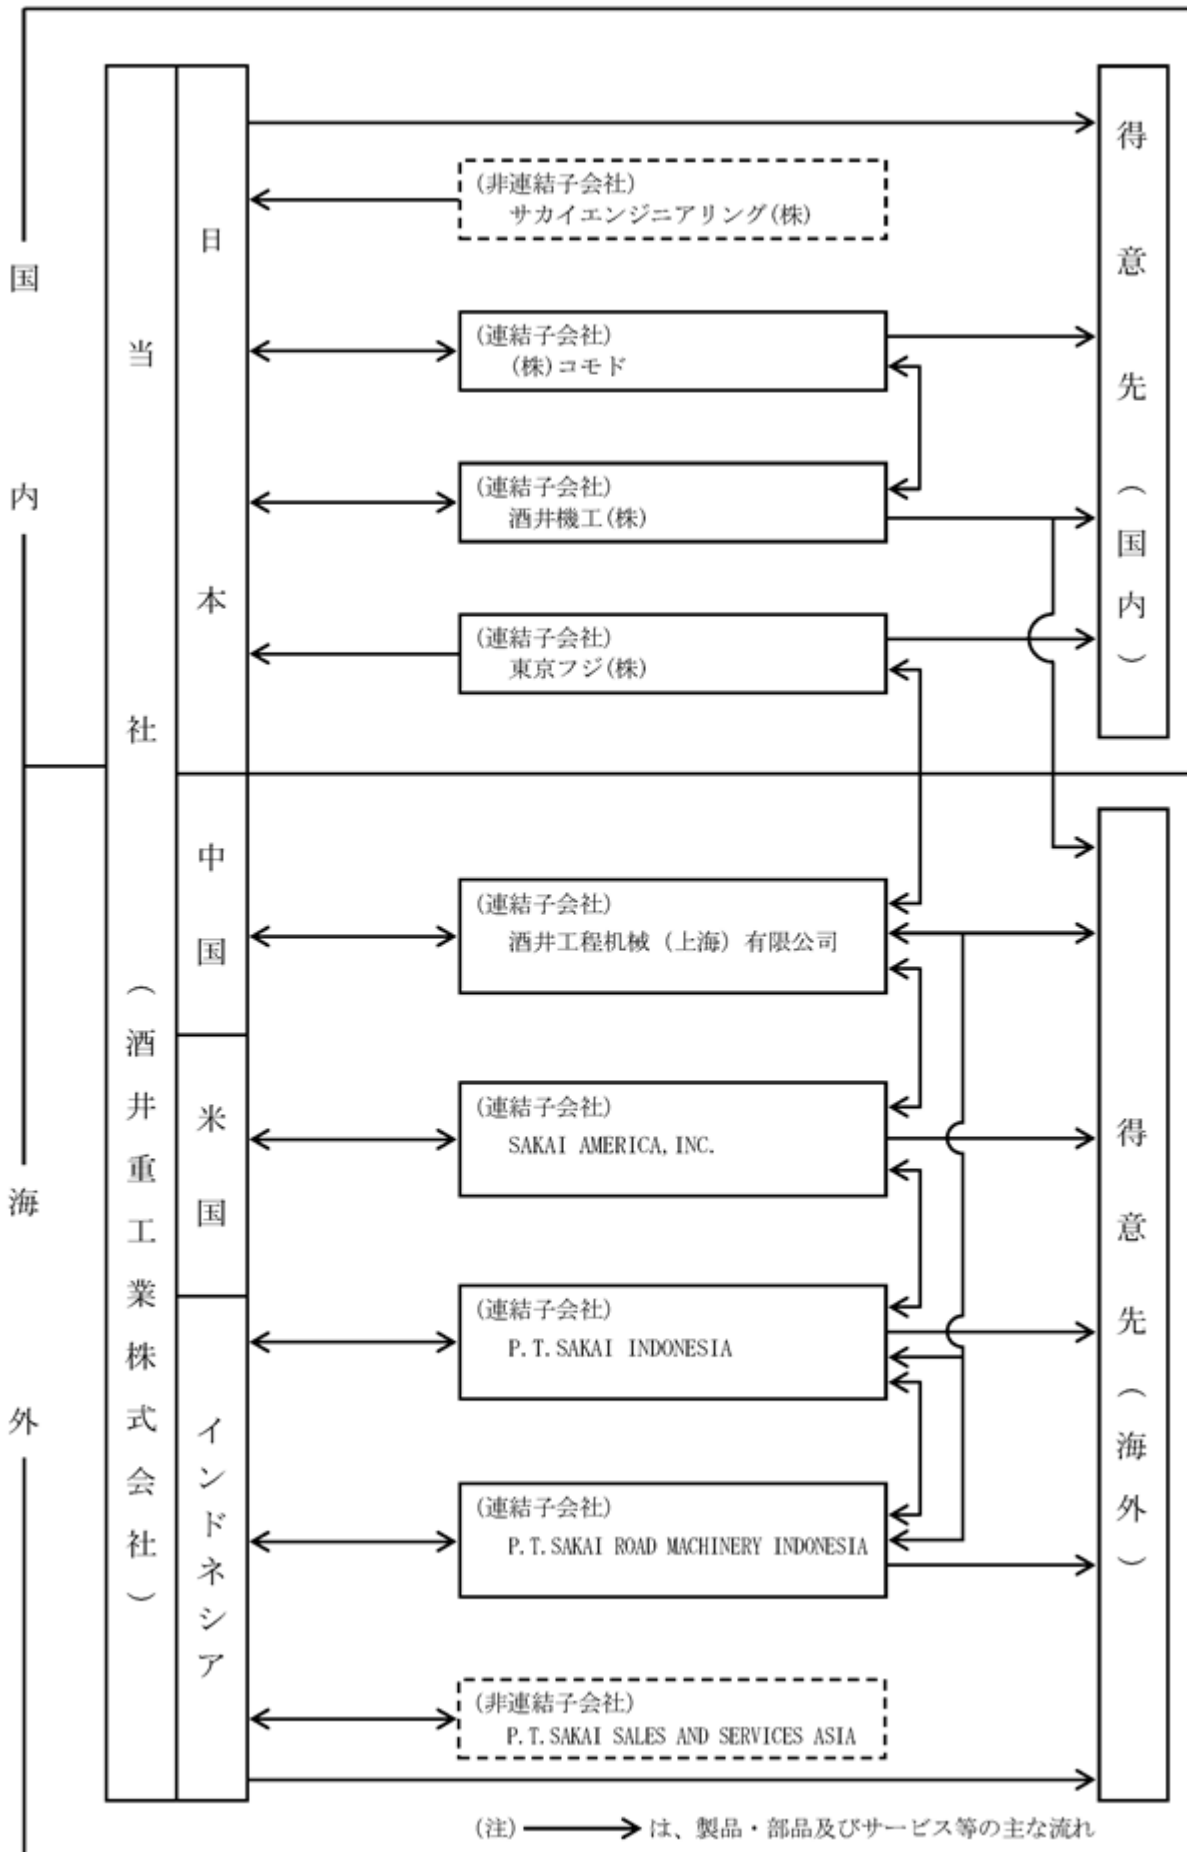 国内
海外
当社（酒井重工業株式会社）
日本
中国
米国
インドネシア
(非連結子会社)
サカイエンジニアリング(株)
(連結子会社)
(株)コモド
(連結子会社)
酒井機工(株)
(連結子会社)
東京フジ(株)
(連結子会社)
酒井工程机械（上海）有限公司
(連結子会社)
SAKAI AMERICA, INC.
(連結子会社)
P.T.SAKAI INDONESIA
(連結子会社)
P.T.SAKAI ROAD MACHINERY INDONESIA
(非連結子会社)
P.T.SAKAI SALES AND SERVICES ASIA
得意先（国内）
得意先（海外）
(注) は、製品・部品及びサービス等の主な流れ